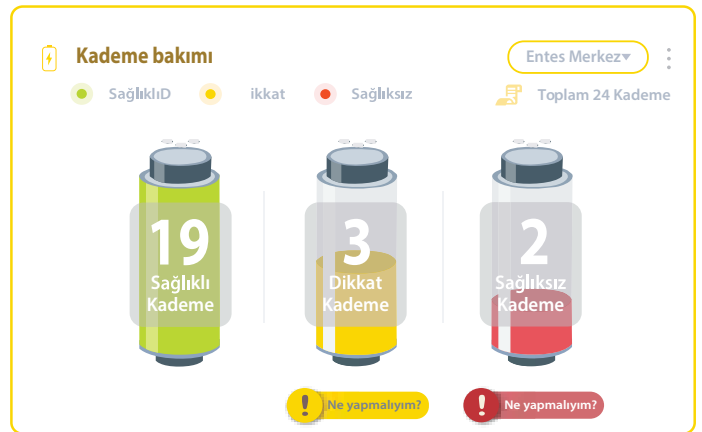 Kademe bakımı
Entes Merkez▾
SağlıklıD ikkat Sağlıksız
Toplam 24 Kademe
19
Sağlıklı
Kademe
3
Dikkat
Kademe
2
Sağlıksız
Kademe
! Ne yapmalıyım?
! Ne yapmalıyım?